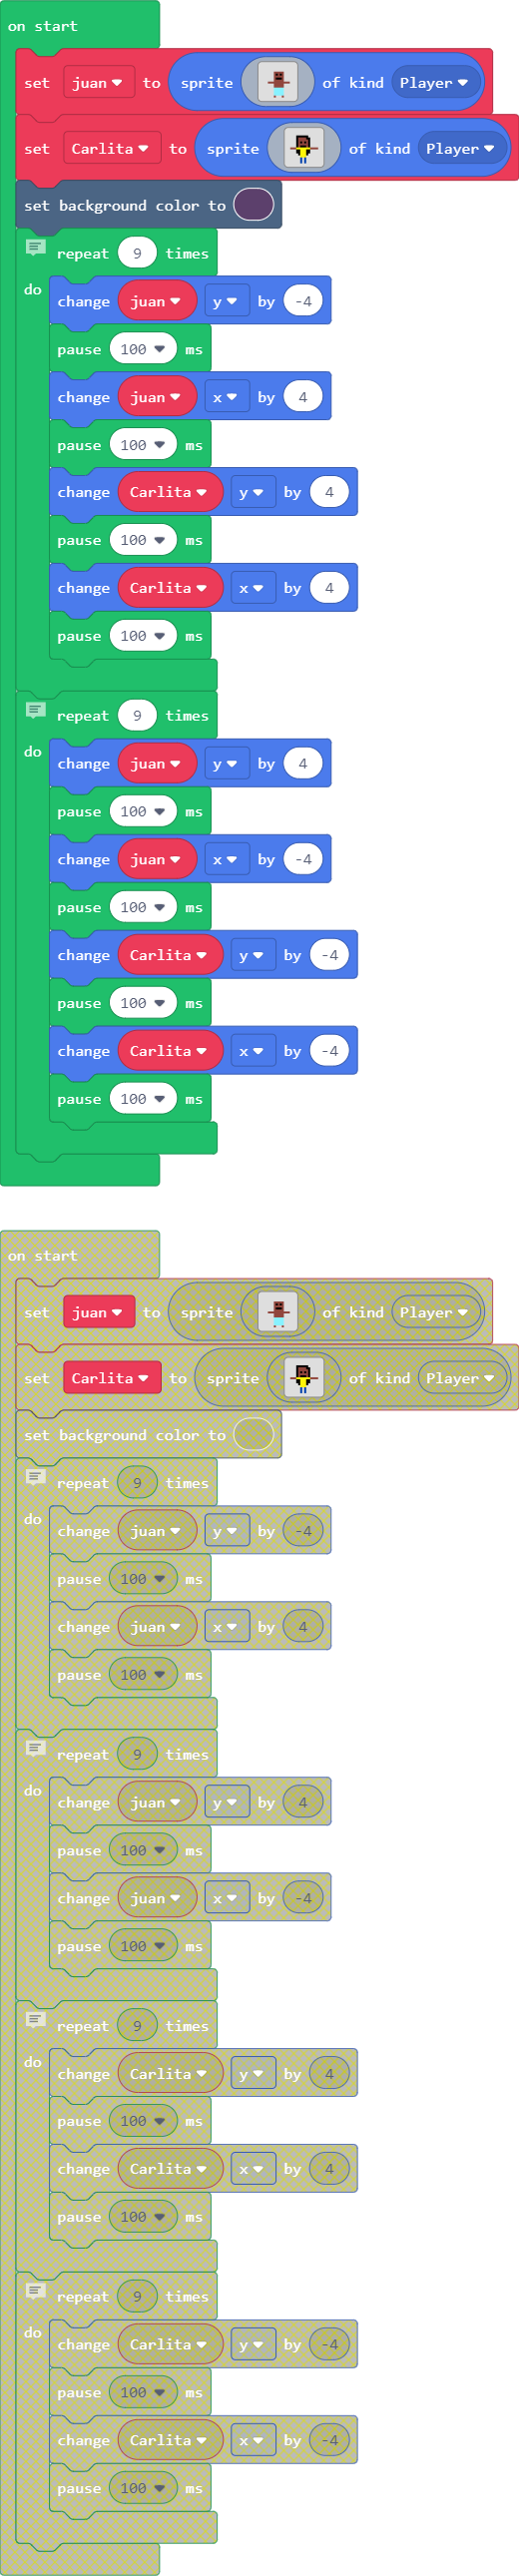 on start
set juan to sprite of kind Player
set Carlita to sprite of kind Player
set background color to
repeat 9 times
do
change juan y by -4
pause 100 ms
change juan x by 4
pause 100 ms
change Carlita y by 4
pause 100 ms
change Carlita x by 4
pause 100 ms
repeat 9 times
do
change juan y by 4
pause 100 ms
change juan x by -4
pause 100 ms
change Carlita y by -4
pause 100 ms
change Carlita x by -4
pause 100 ms
on start
set juan to sprite of kind Player
set Carlita to sprite of kind Player
set background color to
repeat 9 times
do
change juan y by -4
pause 100 ms
change juan x by 4
pause 100 ms
repeat 9 times
do
change juan y by 4
pause 100 ms
change juan x by -4
pause 100 ms
repeat 9 times
do
change Carlita y by 4
pause 100 ms
change Carlita x by 4
pause 100 ms
repeat 9 times
do
change Carlita y by -4
pause 100 ms
change Carlita x by -4
pause 100 ms